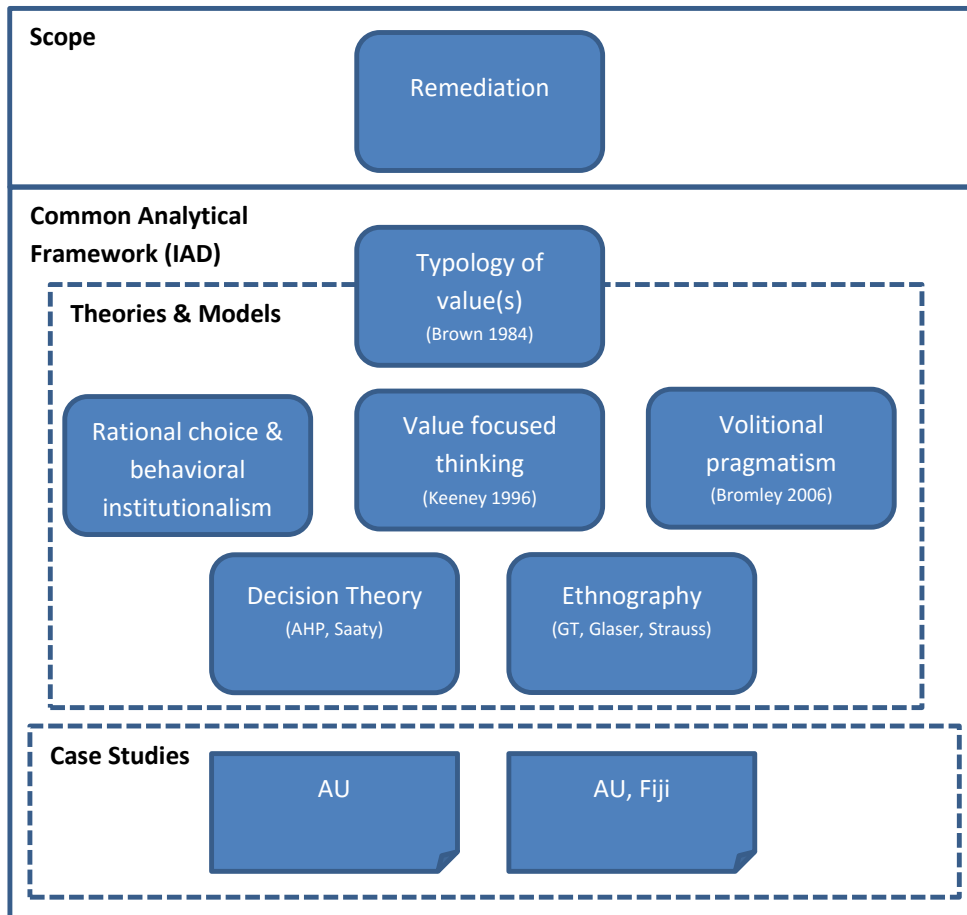 Scope
Remediation
Common Analytical
Framework (IAD)
Typology of
value(s)
(Brown 1984)
Theories & Models
Rational choice &
behavioral
institutionalism
Value focused
thinking
(Keeney 1996)
Volitional
pragmatism
(Bromley 2006)
Decision Theory
(AHP, Saaty)
Ethnography
(GT, Glaser, Strauss)
Case Studies
AU
AU, Fiji